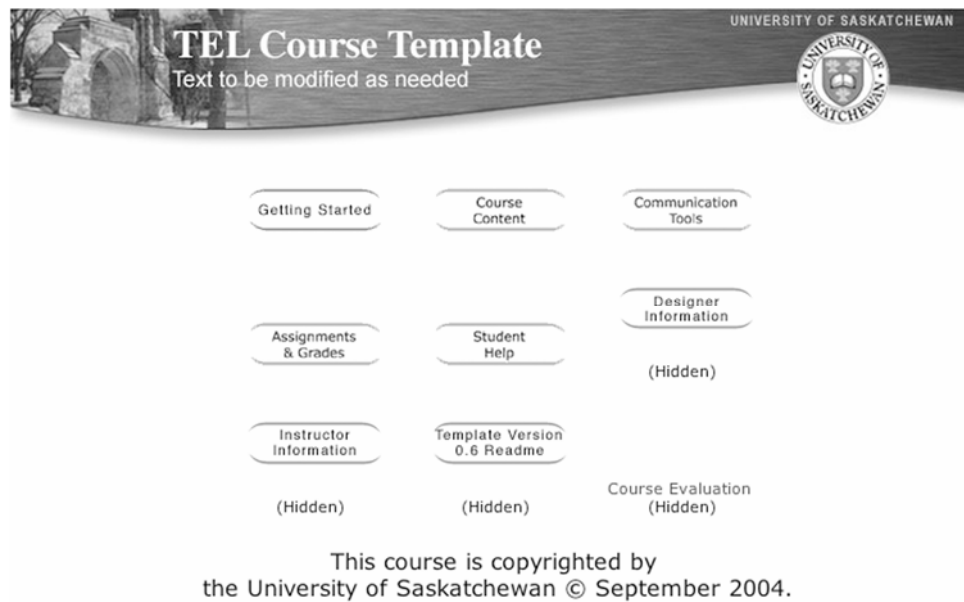 UNIVERSITY OF SASKATCHEWAN
TEL Course Template
Text to be modified as needed
UNIVERSITY OF
SASKATCHEWAN
Getting Started
Course
Content
Communication
Tools
Assignments
& Grades
Student
Help
Designer
Information
(Hidden)
Instructor
Information
(Hidden)
Template Version
0.6 Readme
(Hidden)
Course Evaluation
(Hidden)
This course is copyrighted by
the University of Saskatchewan © September 2004.